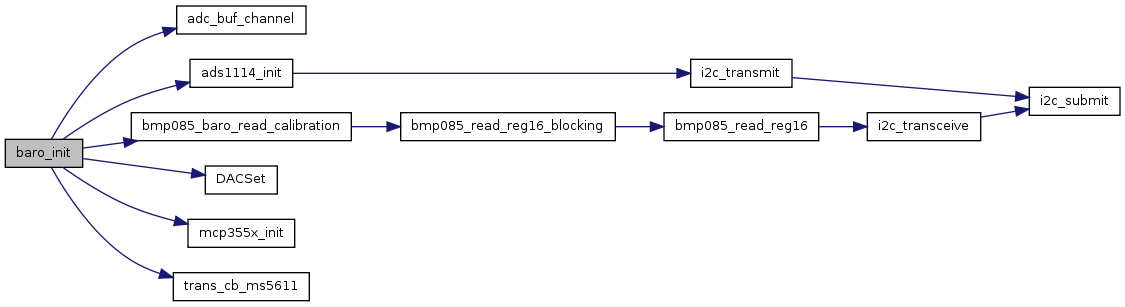 adc_buf_channel
ads1114_init
i2c_transmit
i2c_submit
bmp085_baro_read_calibration
bmp085_read_reg16_blocking
bmp085_read_reg16
i2c_transceive
baro_init
DACSet
mcp355x_init
trans_cb_ms5611